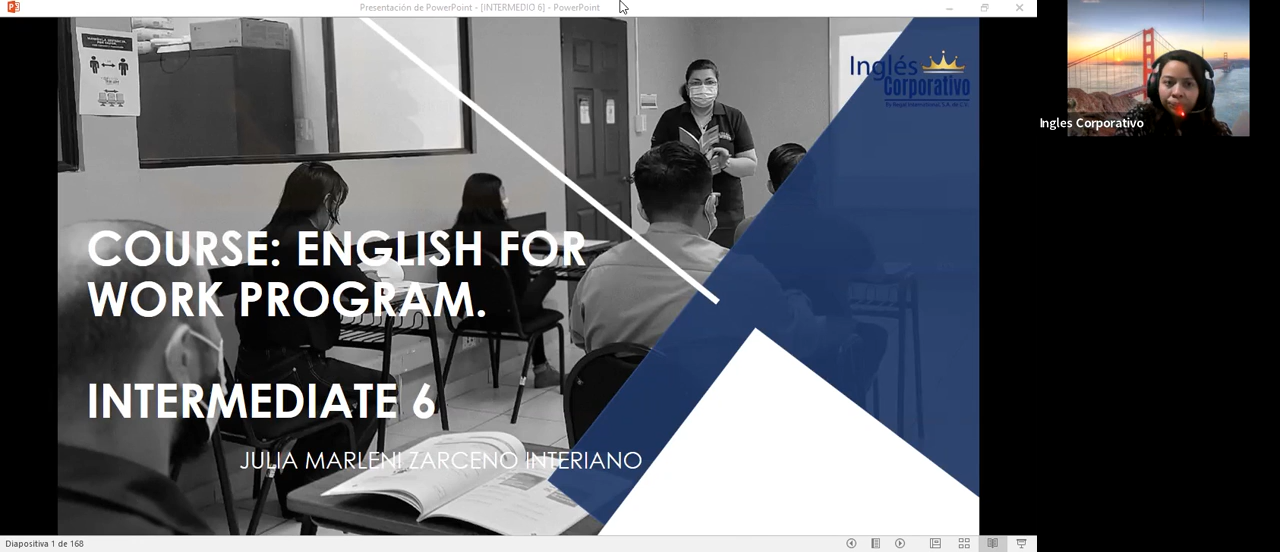 Presentación de PowerPoint - [INTERMEDIO 6] - PowerPoint
Inglés
Corporativo
COURSE: ENGLISH FOR
WORK PROGRAM.
INTERMEDIATE 6
JULIA MARLENI ZARCENO INTERIANO
Ingles Corporativo
Diapositiva 1 de 168